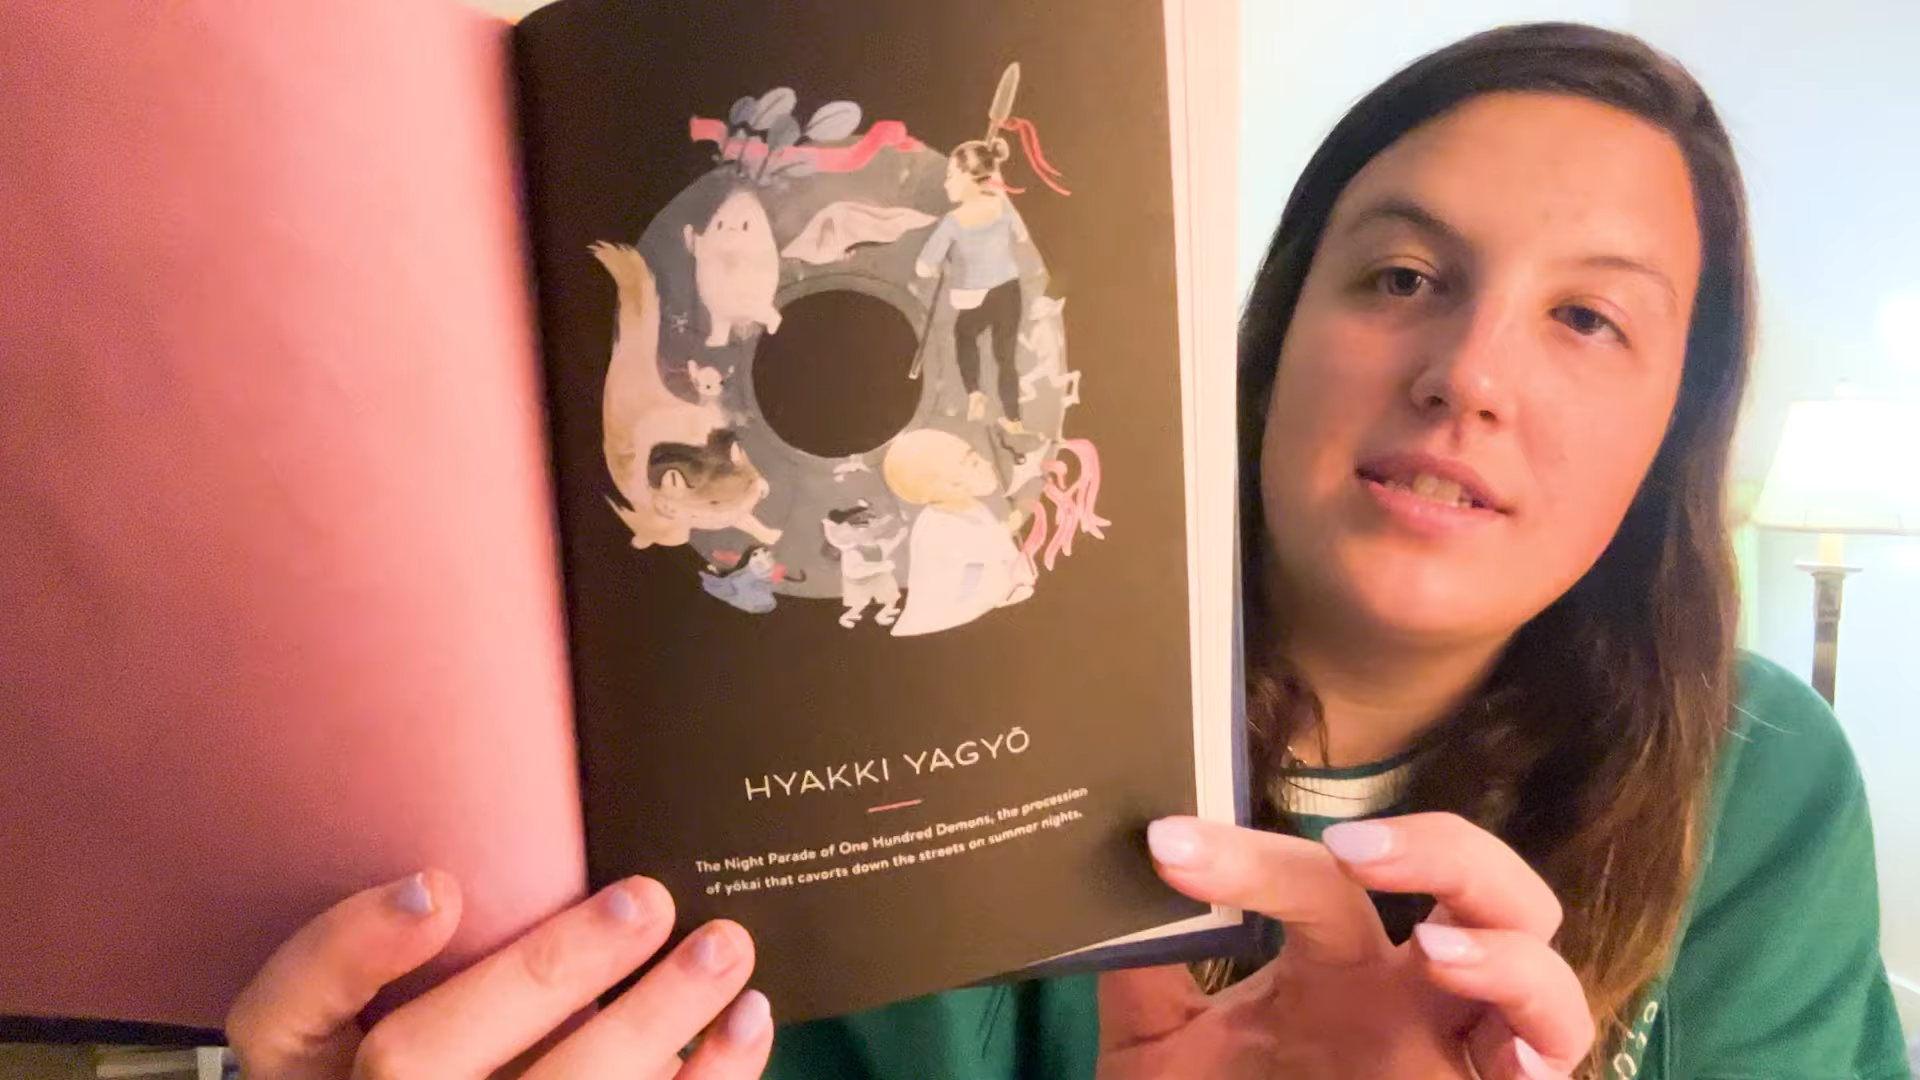 HYAKKI YAGYŌ
The Night Parade of One Hundred Demons, the procession
of yōkai that cavorts down the streets on summer nights.